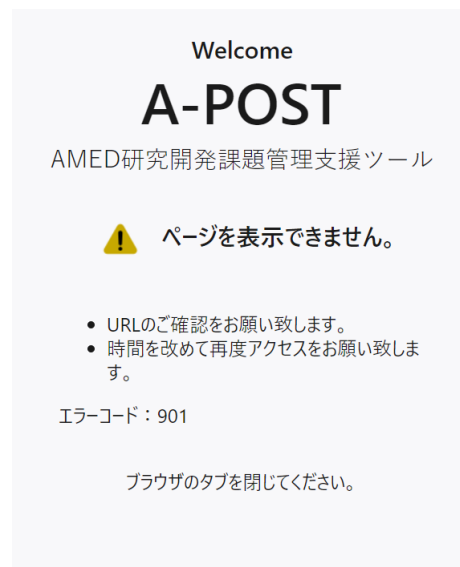 Welcome
A-POST
AMED研究開発課題管理支援ツール
ページを表示できません。
• URLのご確認をお願い致します。
• 時間を改めて再度アクセスをお願い致しま
す。
エラーコード：901
ブラウザのタブを閉じてください。